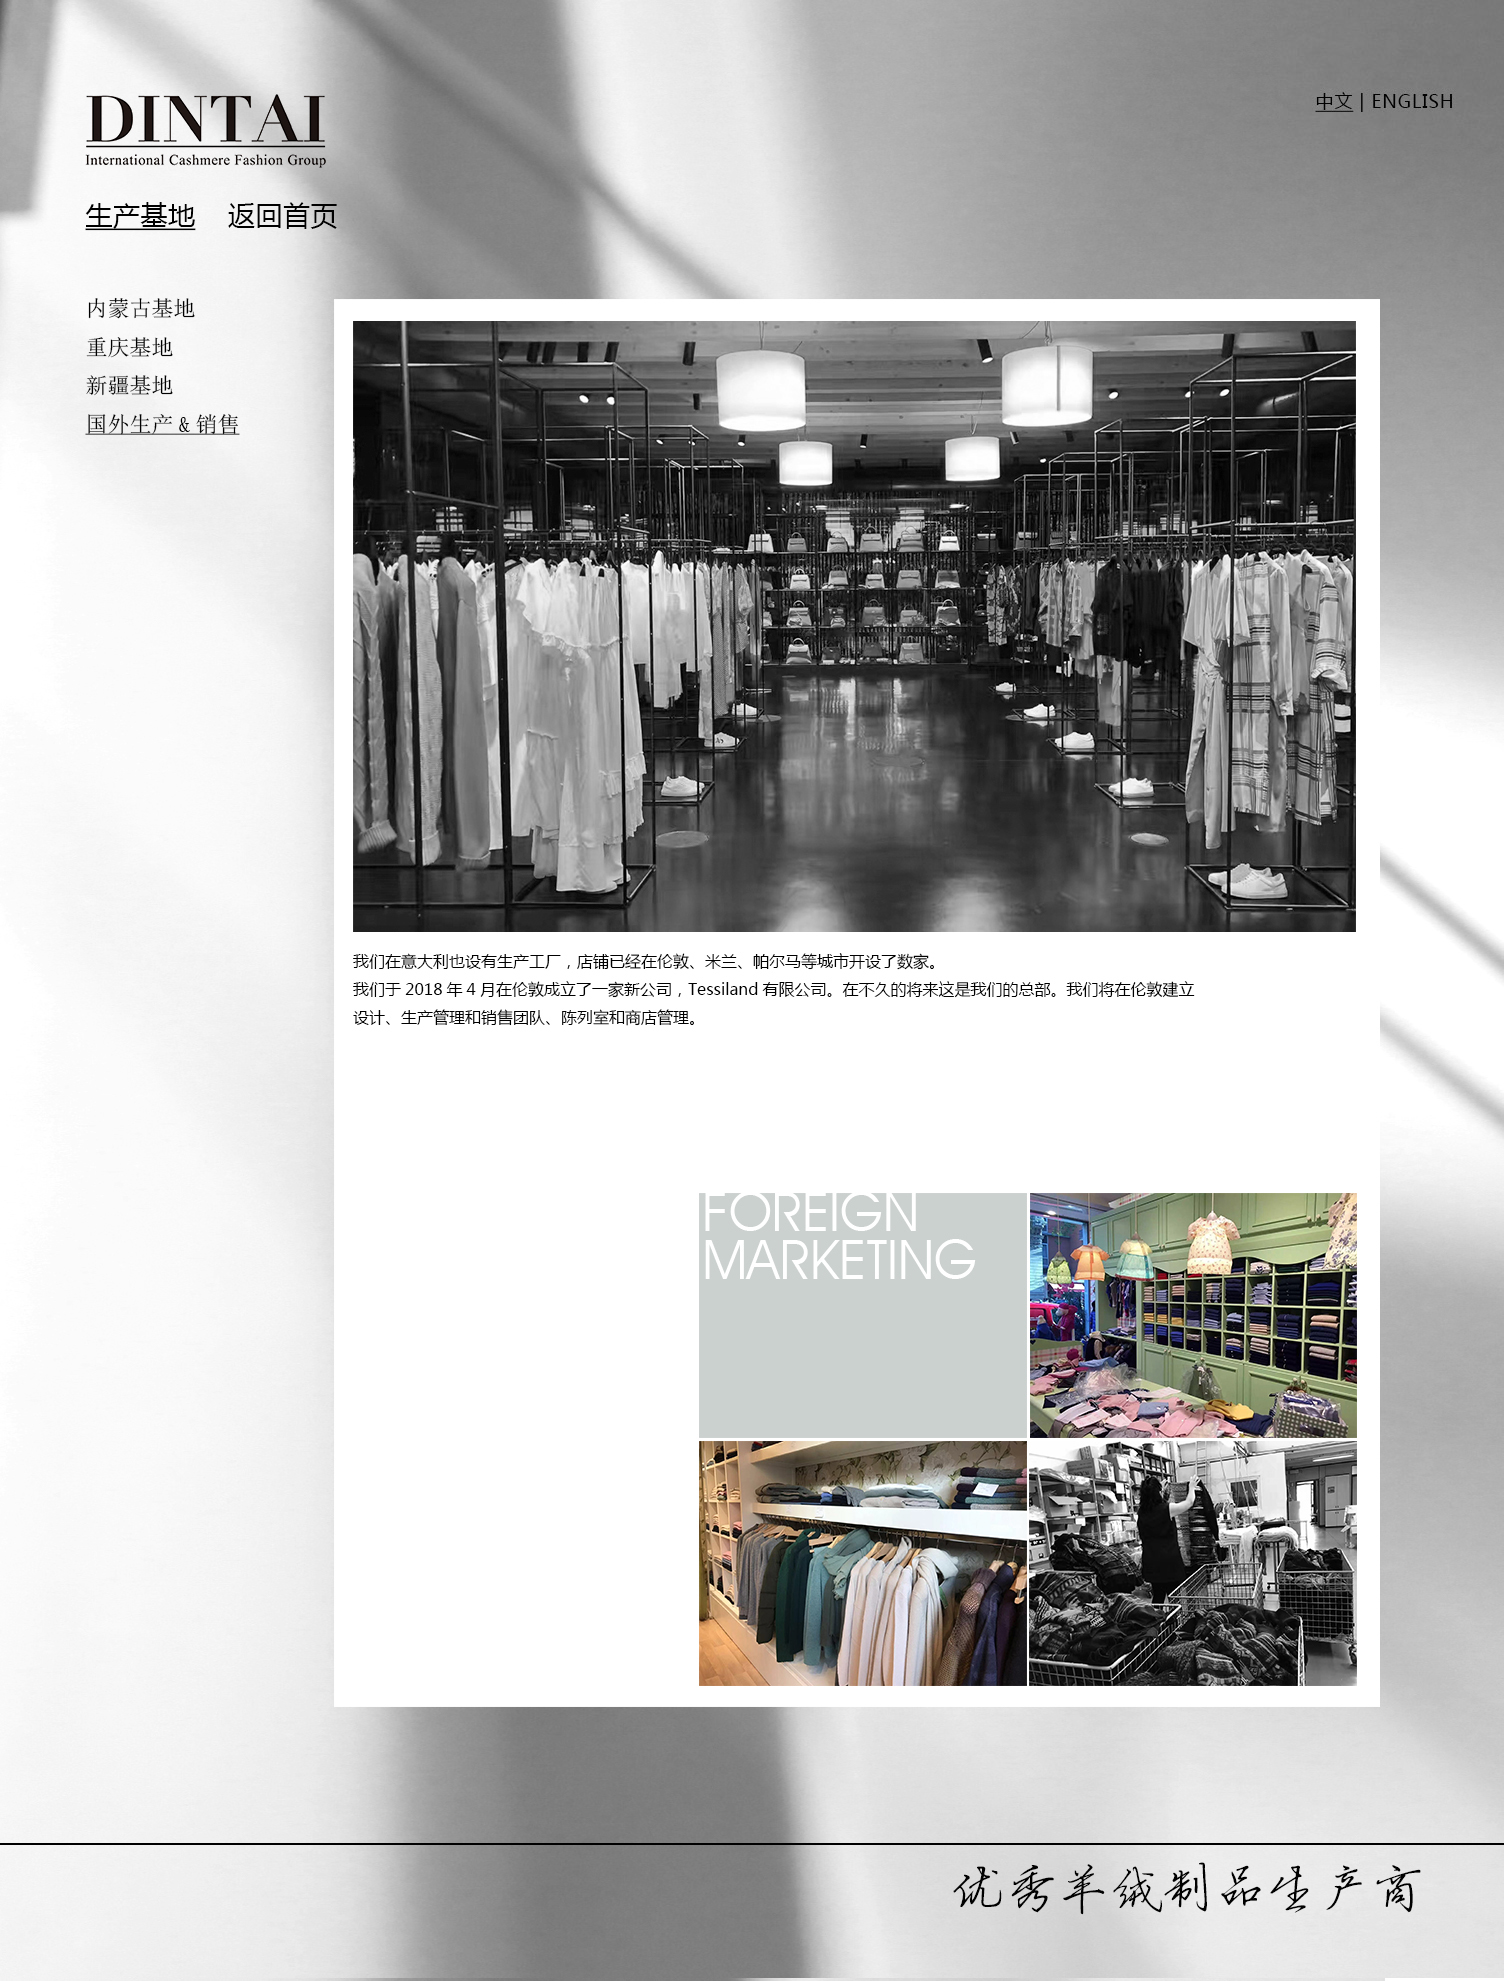 DINTAI
International Cashmere Fashion Group
中文 | ENGLISH
生产基地 返回首页
内蒙古基地
重庆基地
新疆基地
国外生产 & 销售
我们在意大利也设有生产工厂，店铺已经在伦敦、米兰、帕尔马等城市开设了数家。
我们于 2018 年 4 月在伦敦成立了一家新公司，Tessiland 有限公司。在不久的将来这是我们的总部。我们将在伦敦建立
设计、生产管理和销售团队、陈列室和商店管理。
FOREIGN
MARKETING
优秀羊绒制品生产商